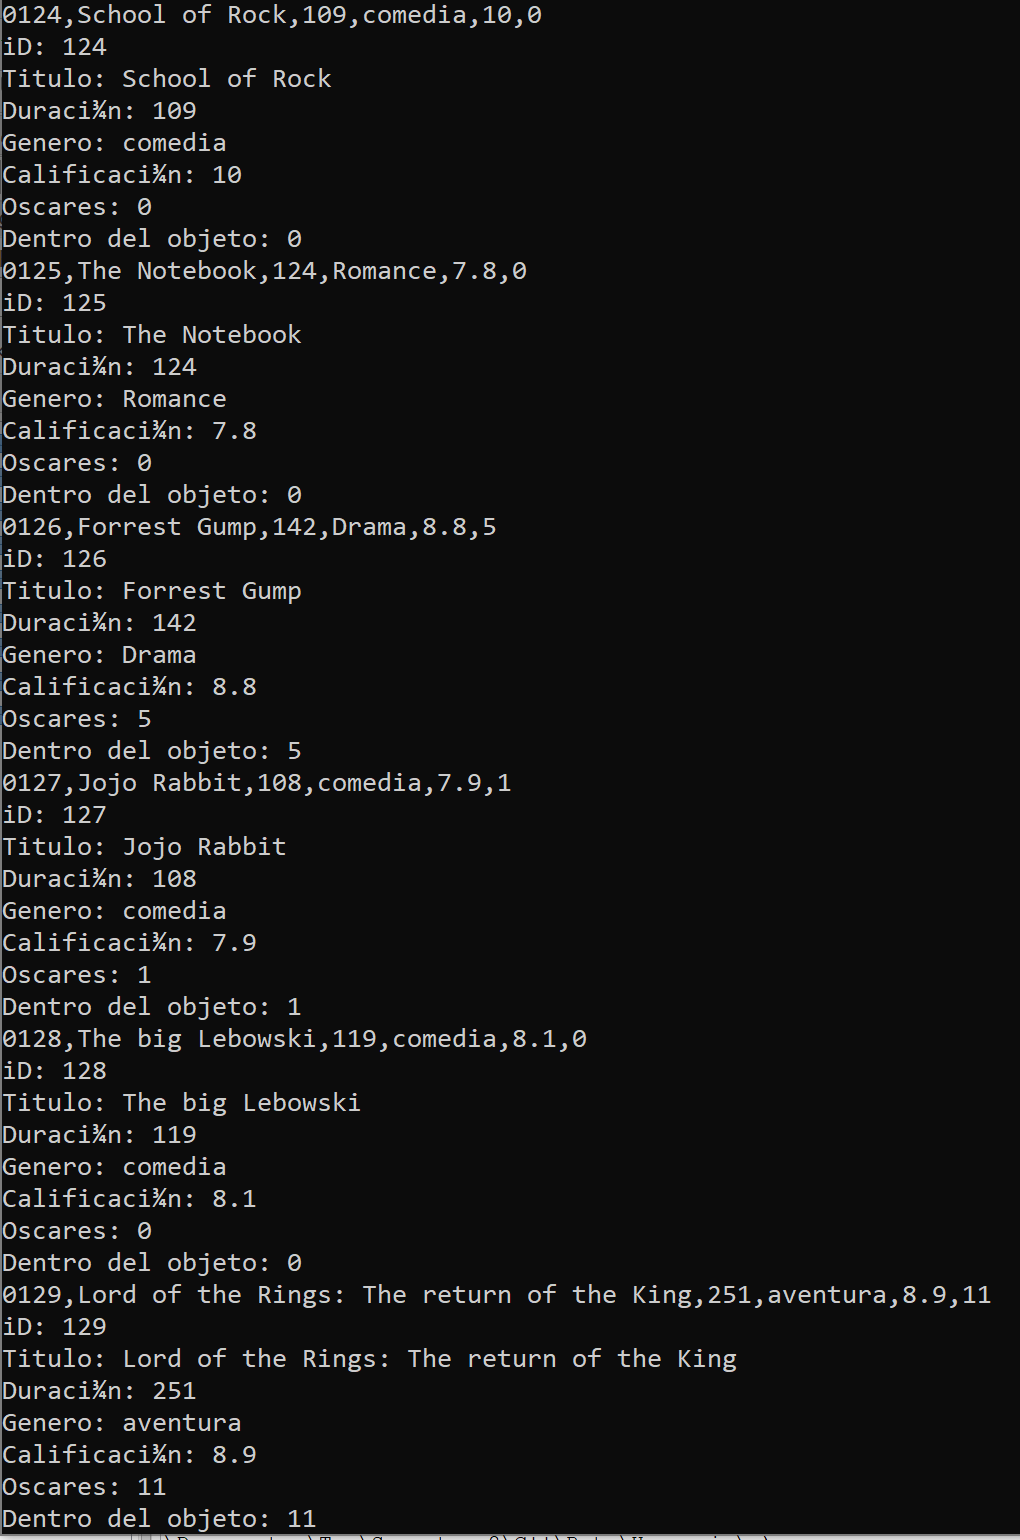 0124,School of Rock,109,comedia,10,0
iD: 124
Titulo: School of Rock
Duraci¾n: 109
Genero: comedia
Calificaci¾n: 10
Oscares: 0
Dentro del objeto: 0
0125,The Notebook,124,Romance,7.8,0
iD: 125
Titulo: The Notebook
Duraci¾n: 124
Genero: Romance
Calificaci¾n: 7.8
Oscares: 0
Dentro del objeto: 0
0126,Forrest Gump,142,Drama,8.8,5
iD: 126
Titulo: Forrest Gump
Duraci¾n: 142
Genero: Drama
Calificaci¾n: 8.8
Oscares: 5
Dentro del objeto: 5
0127,Jojo Rabbit,108,comedia,7.9,1
iD: 127
Titulo: Jojo Rabbit
Duraci¾n: 108
Genero: comedia
Calificaci¾n: 7.9
Oscares: 1
Dentro del objeto: 1
0128,The big Lebowski,119,comedia,8.1,0
iD: 128
Titulo: The big Lebowski
Duraci¾n: 119
Genero: comedia
Calificaci¾n: 8.1
Oscares: 0
Dentro del objeto: 0
0129,Lord of the Rings: The return of the King,251,aventura,8.9,11
iD: 129
Titulo: Lord of the Rings: The return of the King
Duraci¾n: 251
Genero: aventura
Calificaci¾n: 8.9
Oscares: 11
Dentro del objeto: 11